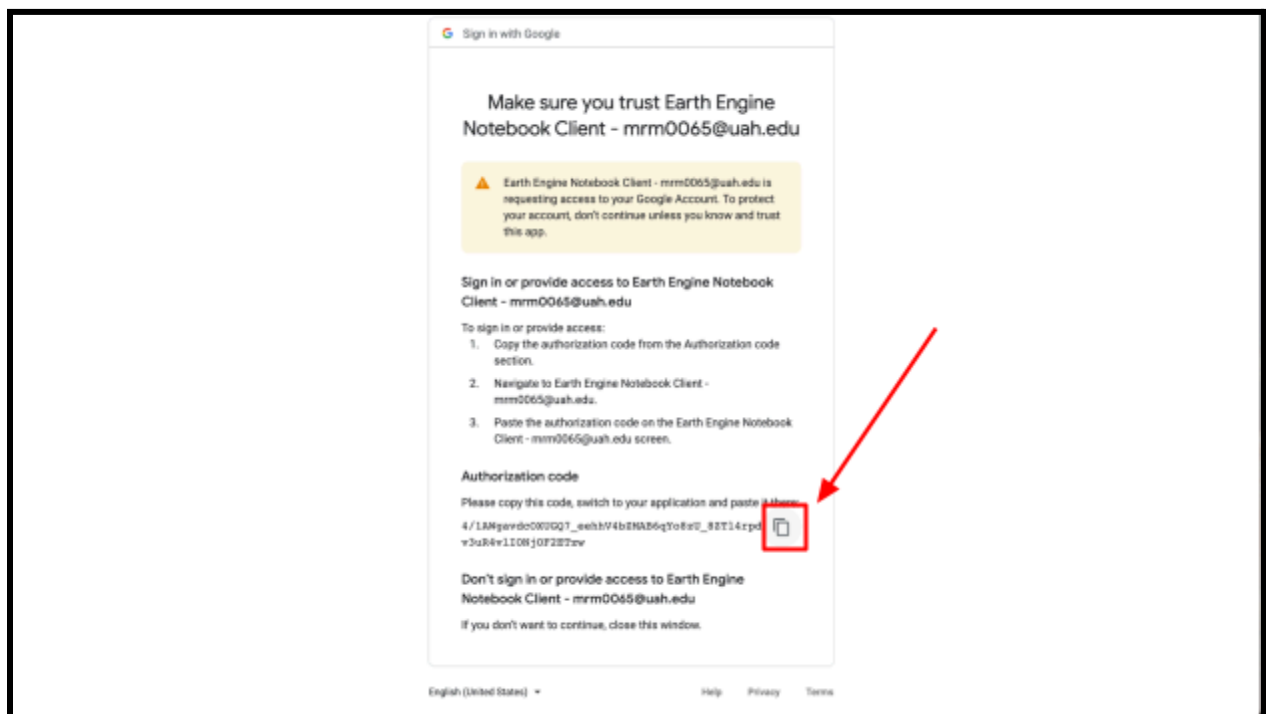 Sign in with Google
Make sure you trust Earth Engine
Notebook Client - mrm0065@uah.edu
Earth Engine Notebook Client - mrm0065@uah.edu is
requesting access to your Google Account. To protect
your account, don't continue unless you know and trust
this app.
Sign in or provide access to Earth Engine Notebook
Client - mrm0065@uah.edu
To sign in or provide access:
1. Copy the authorization code from the Authorization code
section.
2. Navigate to Earth Engine Notebook Client -
mrm0065@uah.edu.
3. Paste the authorization code on the Earth Engine Notebook
Client - mrm0065@uah.edu screen.
Authorization code
Please copy this code, switch to your application and paste it there:
Don't sign in or provide access to Earth Engine
Notebook Client - mrm0065@uah.edu
If you don't want to continue, close this window.
English (United States)
Help Privacy Terms